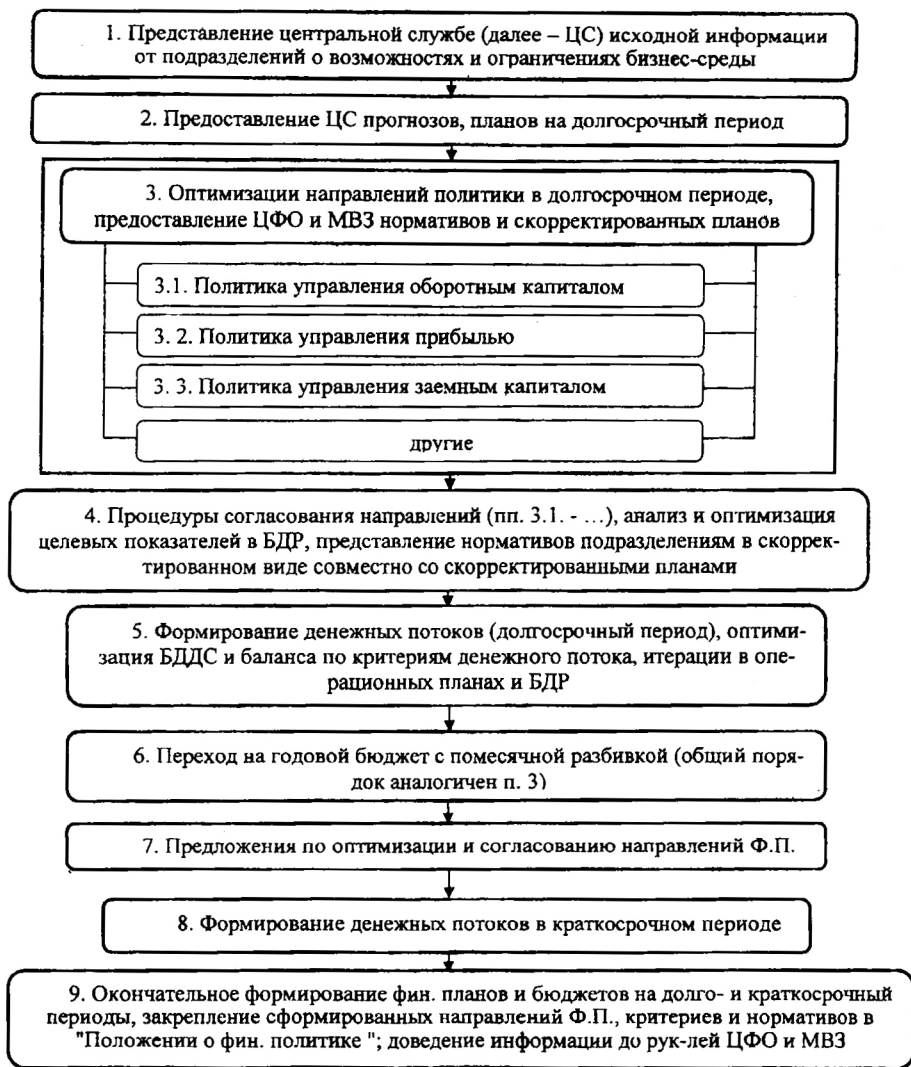 1. Представление центральной службе (далее – ЦС) исходной информации
от подразделений о возможностях и ограничениях бизнес-среды
2. Предоставление ЦС прогнозов, планов на долгосрочный период
3. Оптимизации направлений политики в долгосрочном периоде,
предоставление ЦФО и МВЗ нормативов и скорректированных планов
3.1. Политика управления оборотным капиталом
3. 2. Политика управления прибылью
3. 3. Политика управления заемным капиталом
другие
4. Процедуры согласования направлений (пп. 3.1. - ...), анализ и оптимизация
целевых показателей в БДР, представление нормативов подразделениям в скоррек-
тированном виде совместно со скорректированными планами
5. Формирование денежных потоков (долгосрочный период), оптими-
зация БДДС и баланса по критериям денежного потока, итерации в опе-
рационных планах и БДР
6. Переход на годовой бюджет с помесячной разбивкой (общий поря-
док аналогичен п. 3)
7. Предложения по оптимизации и согласованию направлений Ф.П.
8. Формирование денежных потоков в краткосрочном периоде
9. Окончательное формирование фин. планов и бюджетов на долго- и краткосрочный
периоды, закрепление сформированных направлений Ф.П., критериев и нормативов в
"Положении о фин. политике "; доведение информации до рук-лей ЦФО и МВЗ